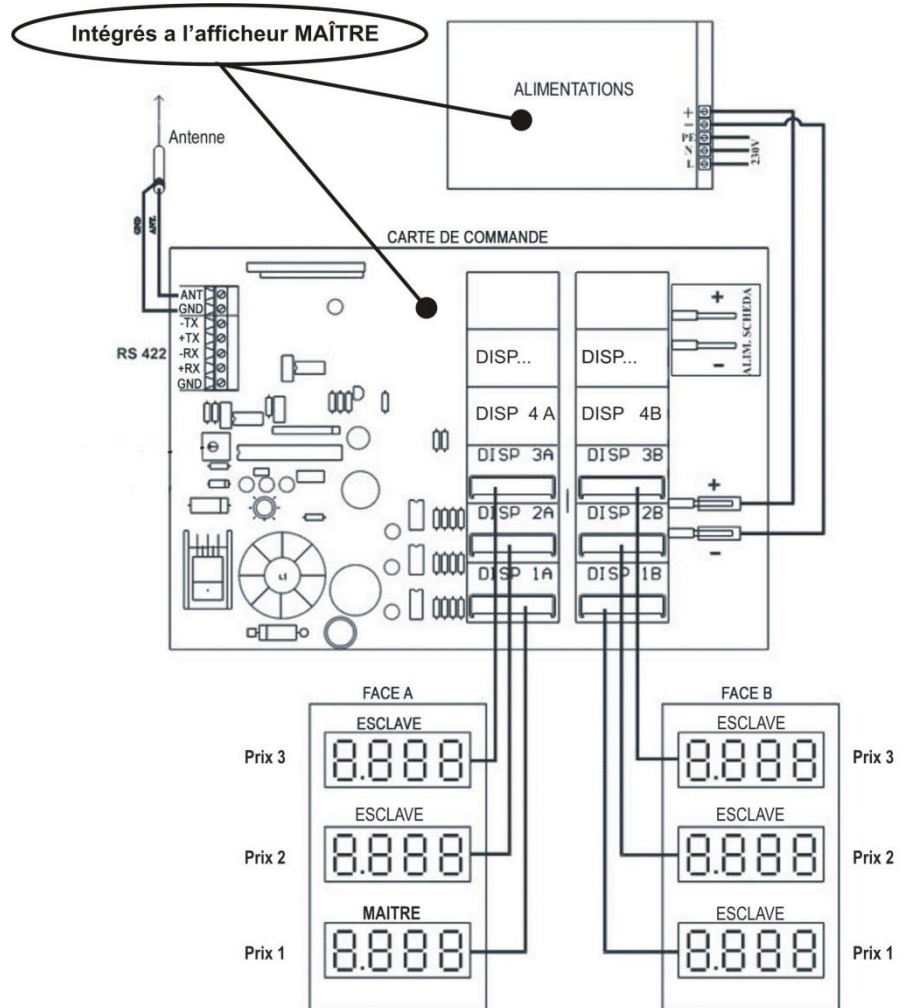 Intégrés a l'afficheur MAÎTRE
ALIMENTATIONS
+
−
PE
N
L
230V
Antenne
GND
ANT.
CARTE DE COMMANDE
ANT
GND
-TX
+TX
-RX
+RX
GND
RS 422
DISP...
DISP...
DISP 4 A
DISP 4B
DISP 3A
DISP 3B
DISP 2A
DISP 2B
DISP 1A
DISP 1B
+
−
ALIM. SCHEDA
+
−
L1
FACE A
ESCLAVE
Prix 3
8.888
ESCLAVE
Prix 2
8.888
MAITRE
Prix 1
8.888
FACE B
ESCLAVE
8.888
Prix 3
ESCLAVE
8.888
Prix 2
ESCLAVE
8.888
Prix 1